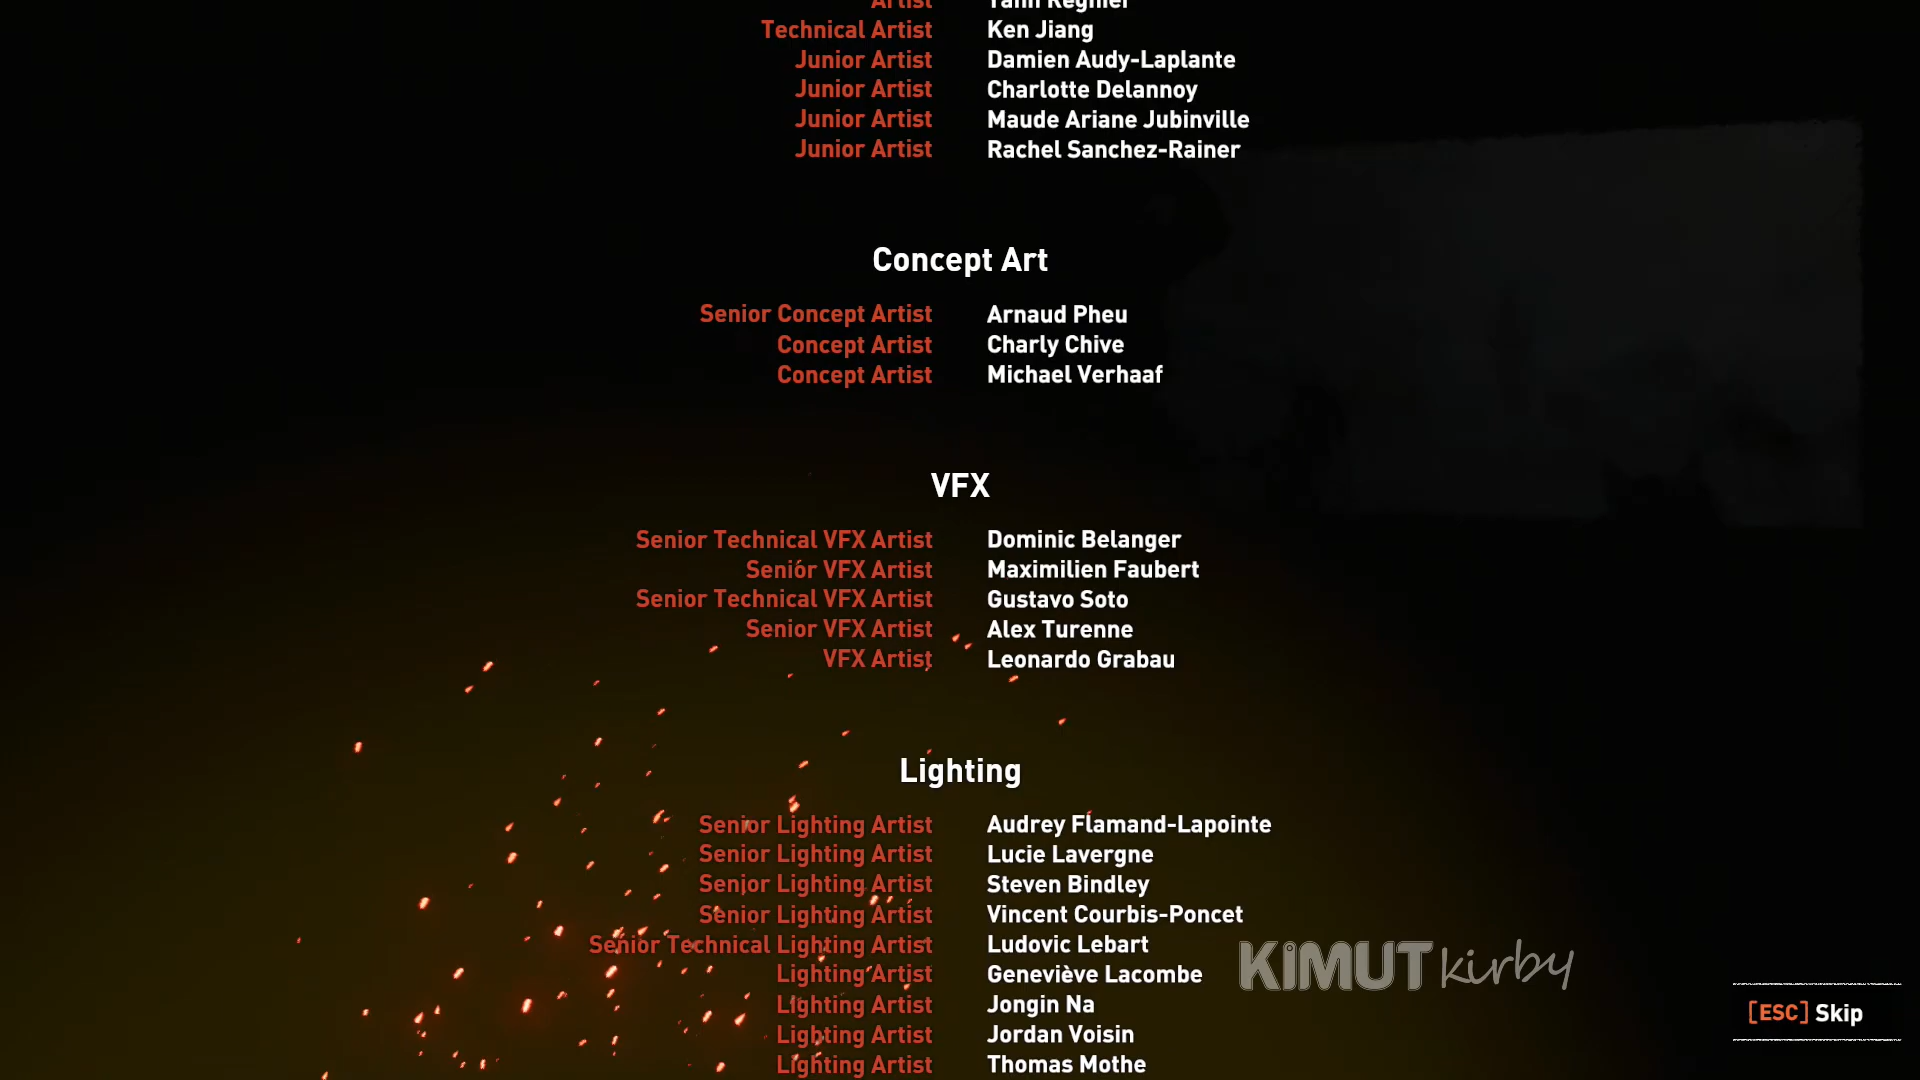 Artist Yann Regnier
Technical Artist Ken Jiang
Junior Artist Damien Audy-Laplante
Junior Artist Charlotte Delannoy
Junior Artist Maude Ariane Jubinville
Junior Artist Rachel Sanchez-Rainer
Concept Art
Senior Concept Artist Arnaud Pheu
Concept Artist Charly Chive
Concept Artist Michael Verhaaf
VFX
Senior Technical VFX Artist Dominic Belanger
Senior VFX Artist Maximilien Faubert
Senior Technical VFX Artist Gustavo Soto
Senior VFX Artist Alex Turenne
VFX Artist Leonardo Grabau
Lighting
Senior Lighting Artist Audrey Flamand-Lapointe
Senior Lighting Artist Lucie Lavergne
Senior Lighting Artist Steven Bindley
Senior Lighting Artist Vincent Courbis-Poncet
Senior Technical Lighting Artist Ludovic Lebart
Lighting Artist Geneviève Lacombe
Lighting Artist Jongin Na
Lighting Artist Jordan Voisin
Lighting Artist Thomas Mothe
KiMUT kirby
[ESC] Skip